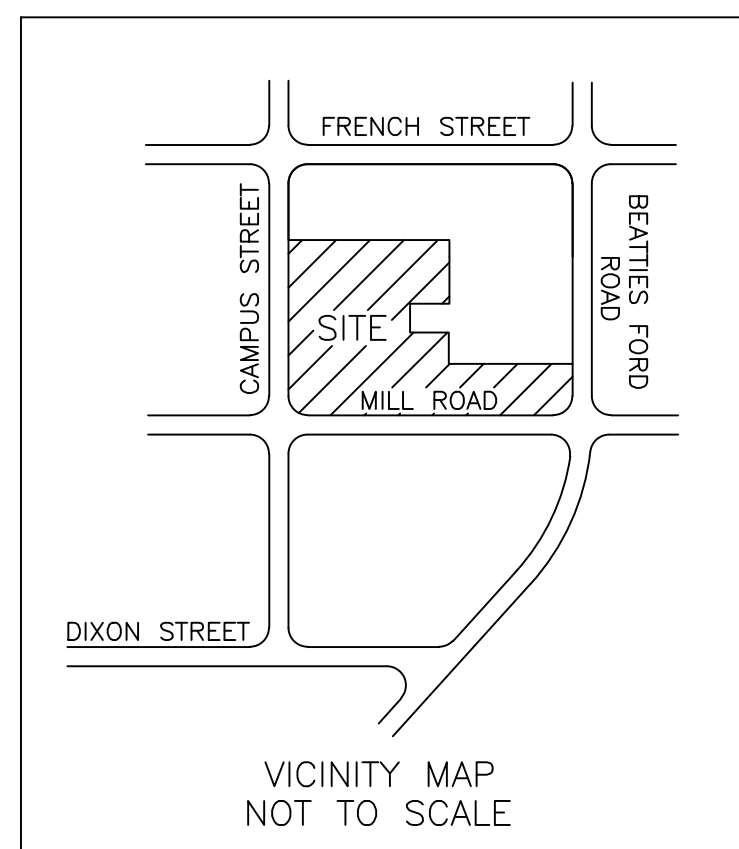 FRENCH STREET
CAMPUS STREET
BEATTIES FORD
ROAD
SITE
MILL ROAD
DIXON STREET
VICINITY MAP
NOT TO SCALE